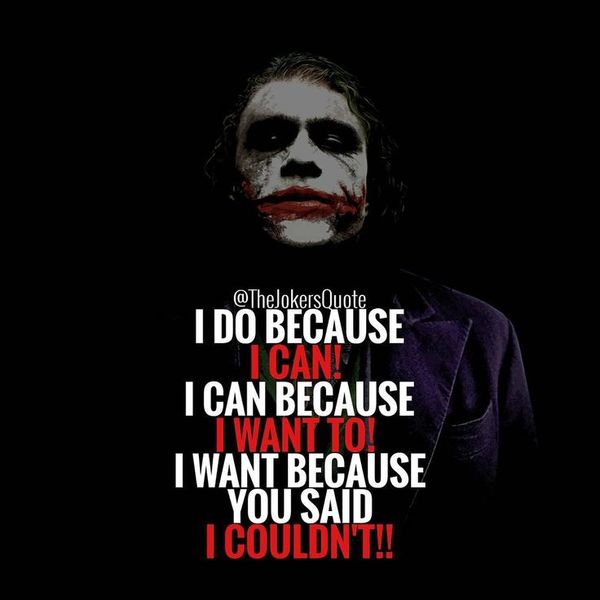 @TheJokersQuote
I DO BECAUSE
I CAN!
I CAN BECAUSE
I WANT TO!
I WANT BECAUSE
YOU SAID
I COULDN'T!!